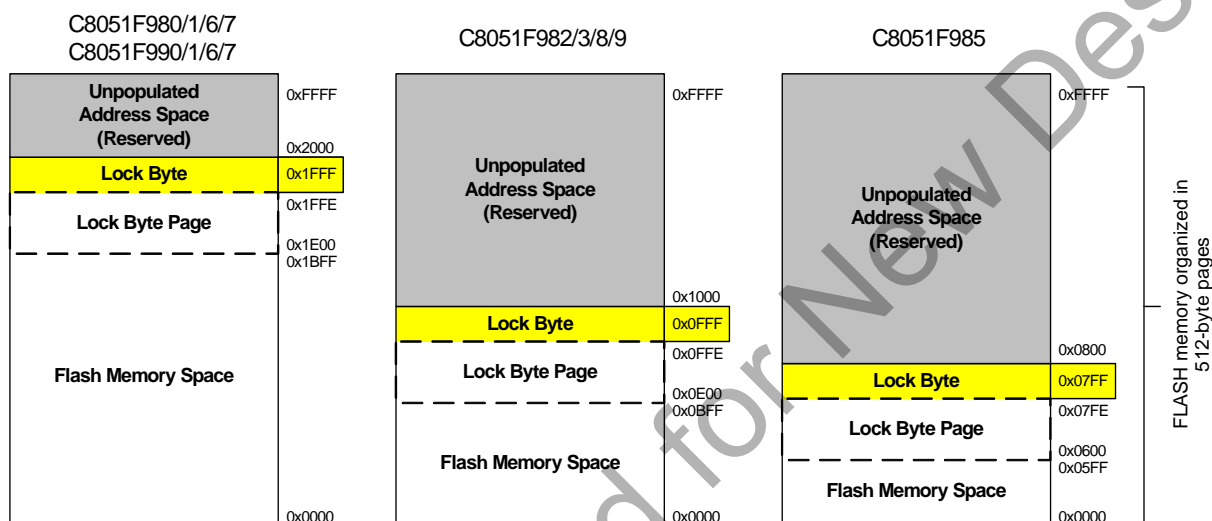 C8051F980/1/6/7
C8051F990/1/6/7
Unpopulated
Address Space
(Reserved)
0xFFFF
0x2000
Lock Byte
0x1FFF
0x1FFE
Lock Byte Page
0x1E00
0x1BFF
Flash Memory Space
0x0000
C8051F982/3/8/9
0xFFFF
Unpopulated
Address Space
(Reserved)
0x1000
Lock Byte
0x0FFF
0x0FFE
Lock Byte Page
0x0E00
0x0BFF
Flash Memory Space
0x0000
C8051F985
0xFFFF
Unpopulated
Address Space
(Reserved)
0x0800
Lock Byte
0x07FF
0x07FE
Lock Byte Page
0x0600
0x05FF
Flash Memory Space
0x0000
FLASH memory organized in
512-byte pages
d for New Des